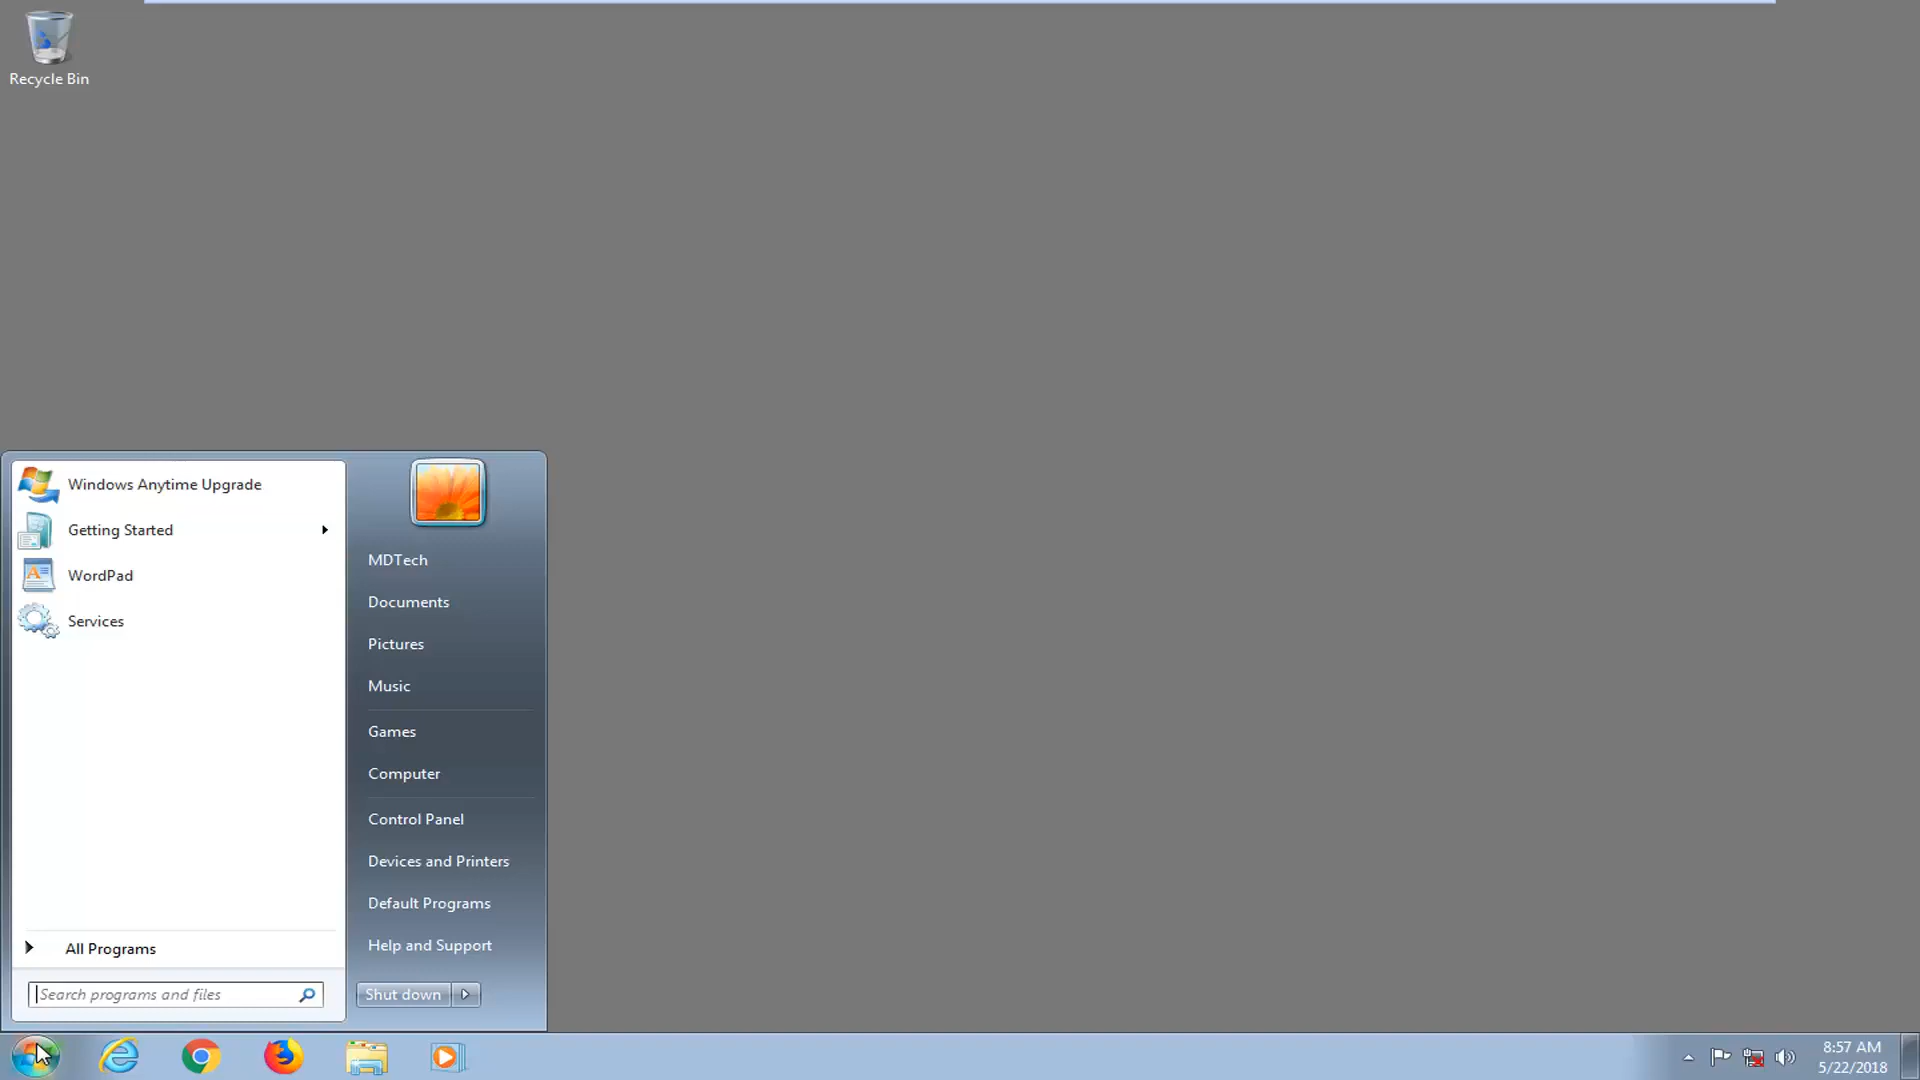 Recycle Bin
Windows Anytime Upgrade
Getting Started
WordPad
Services
All Programs
Search programs and files
MDTech
Documents
Pictures
Music
Games
Computer
Control Panel
Devices and Printers
Default Programs
Help and Support
Shut down
8:57 AM
5/22/2018